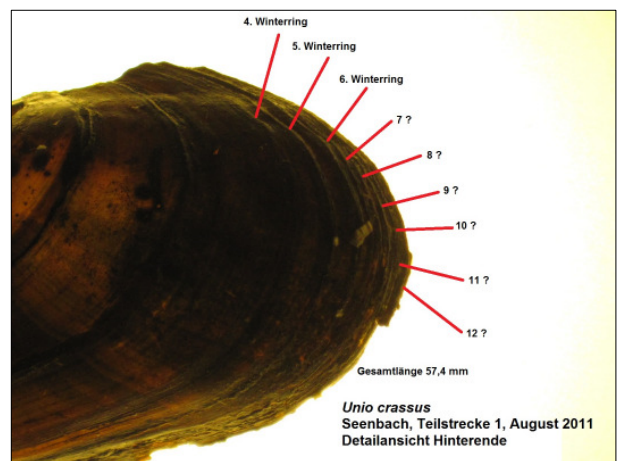 4. Winterring
5. Winterring
6. Winterring
7 ?
8 ?
9 ?
10 ?
11 ?
12 ?
Gesamtlänge 57,4 mm
Unio crassus
Seenbach, Teilstrecke 1, August 2011
Detailansicht Hinterende